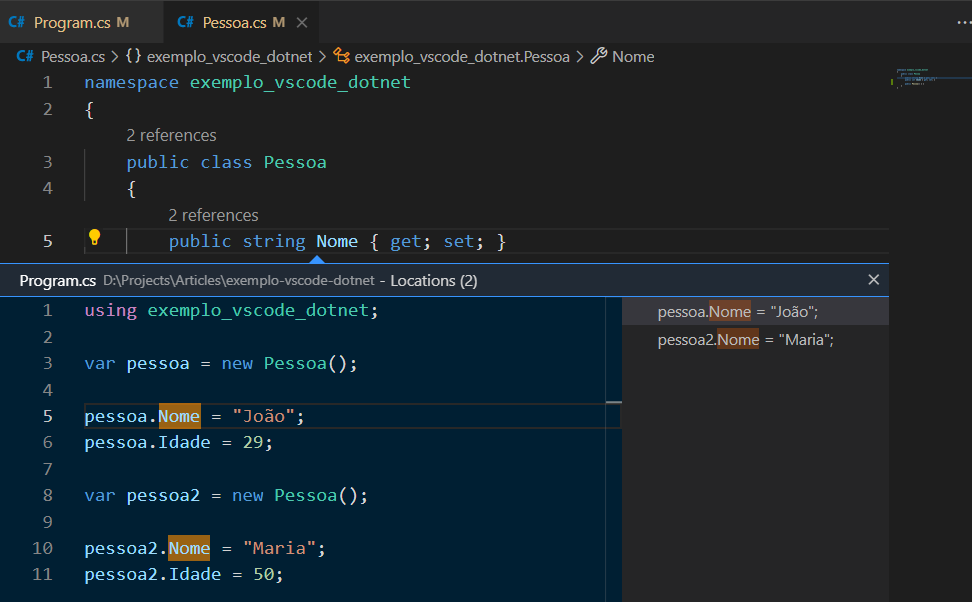 C# Program.cs M C# Pessoa.cs M
C# Pessoa.cs > {} exemplo_vscode_dotnet > exemplo_vscode_dotnet.Pessoa > Nome
1 namespace exemplo_vscode_dotnet
2 {
2 references
3 public class Pessoa
4 {
2 references
5 public string Nome { get; set; }
Program.cs D:\Projects\Articles\exemplo-vscode-dotnet - Locations (2)
1 using exemplo_vscode_dotnet;
2
3 var pessoa = new Pessoa();
4
5 pessoa.Nome = "João";
6 pessoa.Idade = 29;
7
8 var pessoa2 = new Pessoa();
9
10 pessoa2.Nome = "Maria";
11 pessoa2.Idade = 50;
pessoa.Nome = "João";
pessoa2.Nome = "Maria";